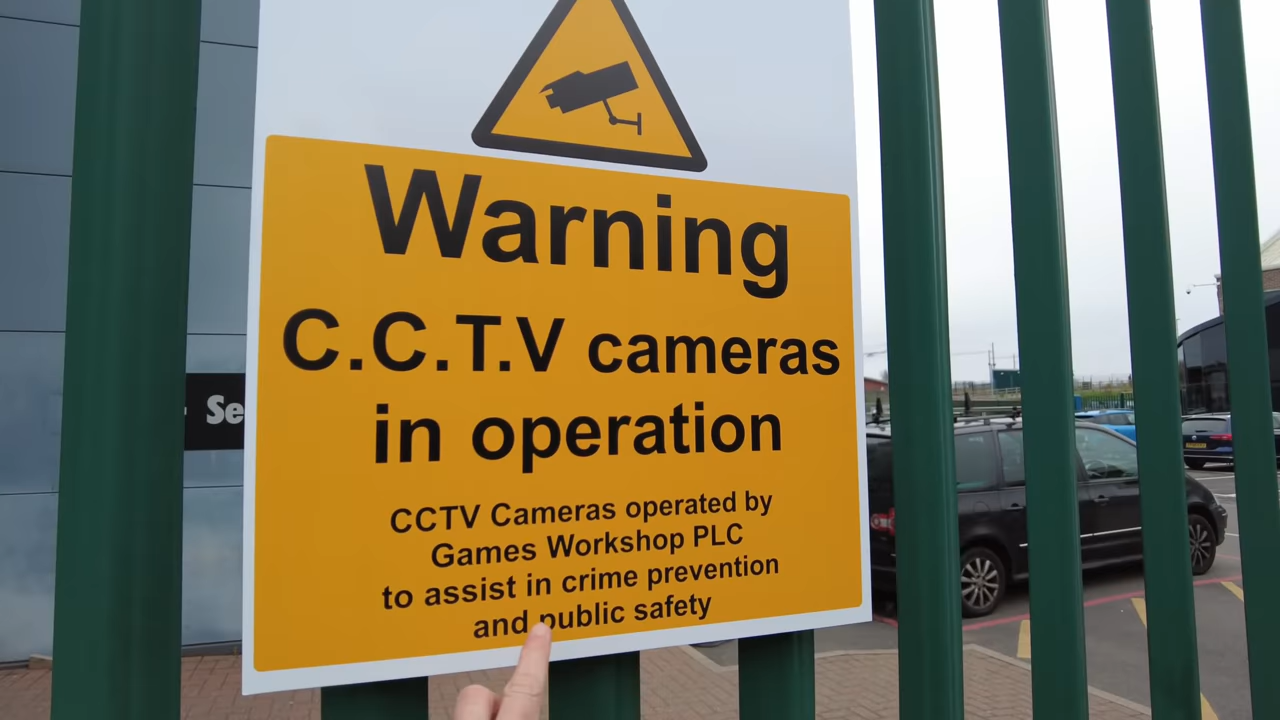 Warning
C.C.T.V cameras
in operation
CCTV Cameras operated by
Games Workshop PLC
to assist in crime prevention
and public safety
Se